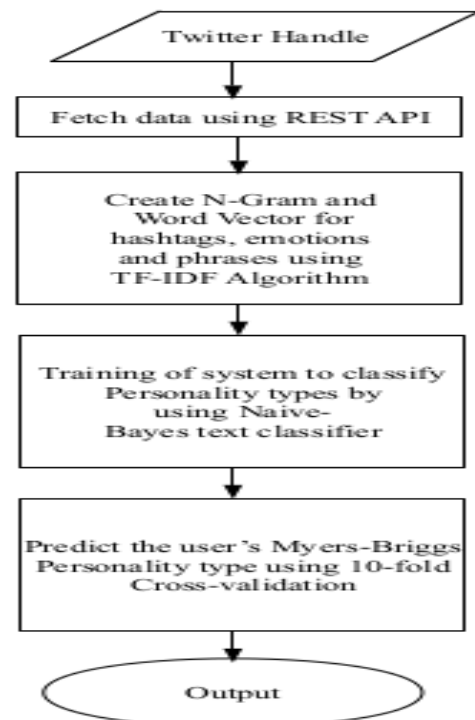 Twitter Handle
Fetch data using REST API
Create N-Gram and
Word Vector for
hashtags, emotions
and phrases using
TF-IDF Algorithm
Training of system to classify
Personality types by
using Naive-
Bayes text classifier
Predict the user's Myers-Briggs
Personality type using 10-fold
Cross-validation
Output